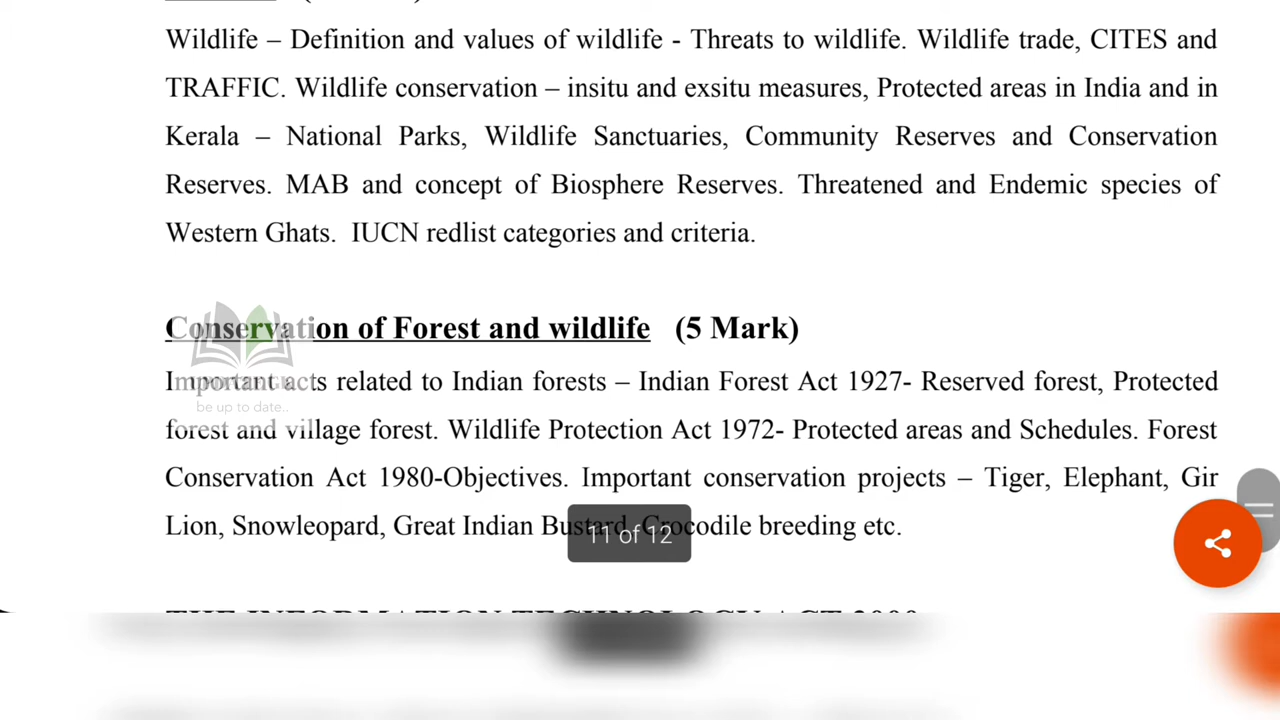 Wildlife – Definition and values of wildlife - Threats to wildlife. Wildlife trade, CITES and
TRAFFIC. Wildlife conservation – insitu and exsitu measures, Protected areas in India and in
Kerala – National Parks, Wildlife Sanctuaries, Community Reserves and Conservation
Reserves. MAB and concept of Biosphere Reserves. Threatened and Endemic species of
Western Ghats. IUCN redlist categories and criteria.
Conservation of Forest and wildlife (5 Mark)
Important acts related to Indian forests – Indian Forest Act 1927- Reserved forest, Protected
be up to date..
forest and village forest. Wildlife Protection Act 1972- Protected areas and Schedules. Forest
Conservation Act 1980-Objectives. Important conservation projects – Tiger, Elephant, Gir
Lion, Snowleopard, Great Indian Bustard, Crocodile breeding etc.
11 of 12
THE INFORMATION TECHNOLOGY ACT 2000